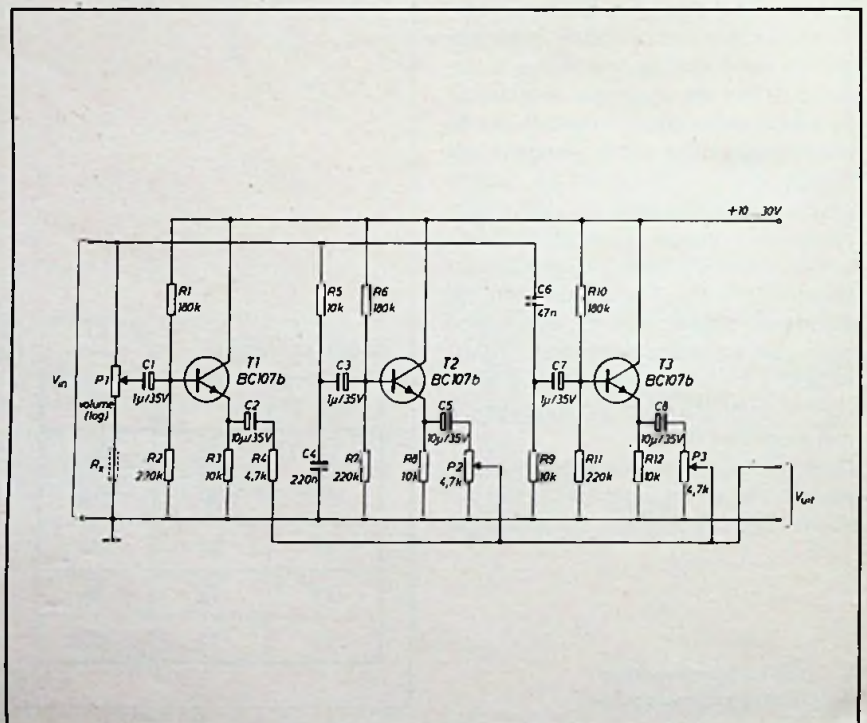 +10 30V
R1
180k
R5
10k
R6
180k
C6
47n
R10
180k
Vin
P1
volume
(log)
C1
1µ/35V
T1
BC107b
C3
1µ/35V
T2
BC107b
C7
1µ/35V
T3
BC107b
C2
10µ/35V
C5
10µ/35V
C8
10µ/35V
Rx
R2
220k
R3
10k
R4
4,7k
C4
220n
R7
220k
R8
10k
P2
4,7k
R9
10k
R11
220k
R12
10k
P3
4,7k
Vuit